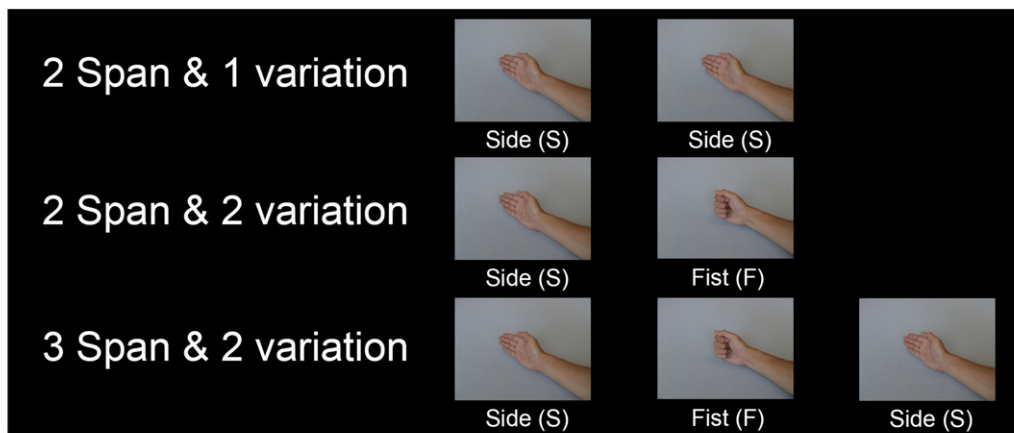 2 Span & 1 variation
Side (S) Side (S)
2 Span & 2 variation
Side (S) Fist (F)
3 Span & 2 variation
Side (S) Fist (F) Side (S)